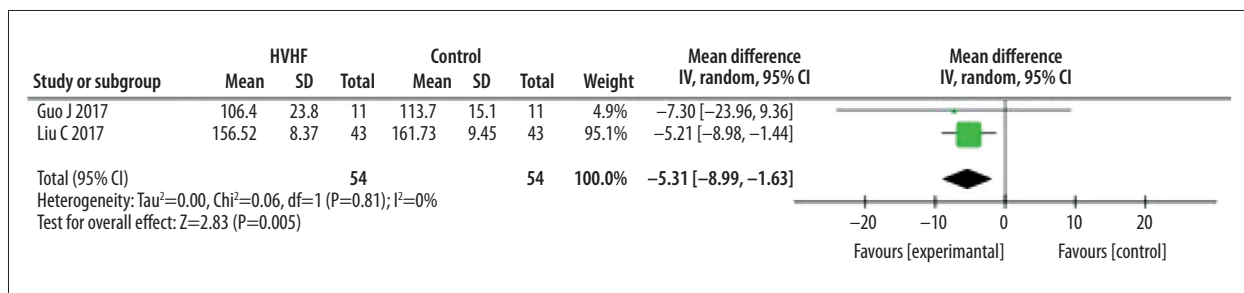 HVHF Control Mean difference Mean difference
Study or subgroup Mean SD Total Mean SD Total Weight IV, random, 95% CI IV, random, 95% CI
Guo J 2017 106.4 23.8 11 113.7 15.1 11 4.9% −7.30 [−23.96, 9.36]
Liu C 2017 156.52 8.37 43 161.73 9.45 43 95.1% −5.21 [−8.98, −1.44]
Total (95% CI) 54 54 100.0% −5.31 [−8.99, −1.63]
Heterogeneity: Tau²=0.00, Chi²=0.06, df=1 (P=0.81); I²=0%
Test for overall effect: Z=2.83 (P=0.005)
−20 −10 0 10 20
Favours [experimantal] Favours [control]